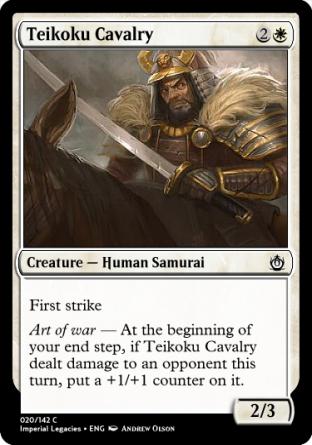 Teikoku Cavalry 2
Creature — Human Samurai
First strike
Art of war — At the beginning of
your end step, if Teikoku Cavalry
dealt damage to an opponent this
turn, put a +1/+1 counter on it.
2/3
020/142 C
Imperial Legacies • ENG Andrew Olson